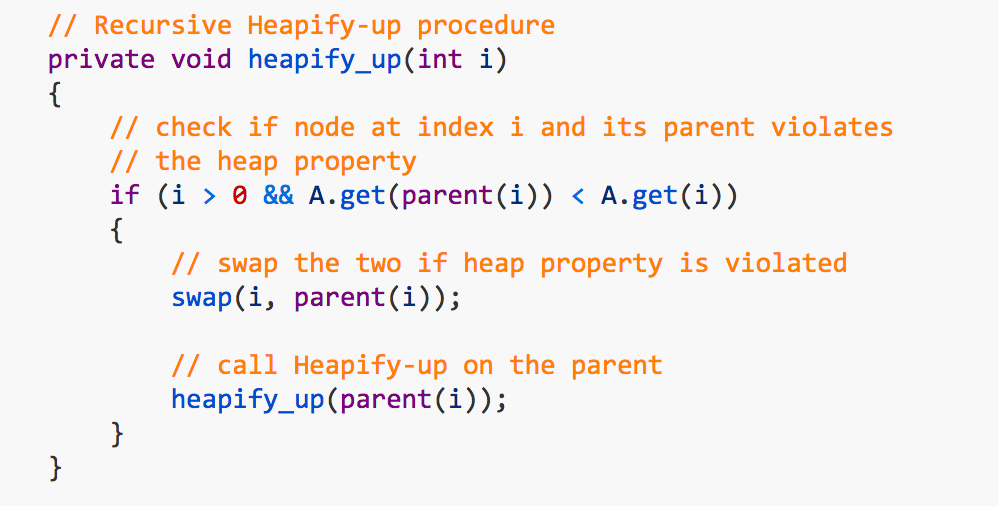 // Recursive Heapify-up procedure
private void heapify_up(int i)
{
// check if node at index i and its parent violates
// the heap property
if (i > 0 && A.get(parent(i)) < A.get(i))
{
// swap the two if heap property is violated
swap(i, parent(i));
// call Heapify-up on the parent
heapify_up(parent(i));
}
}